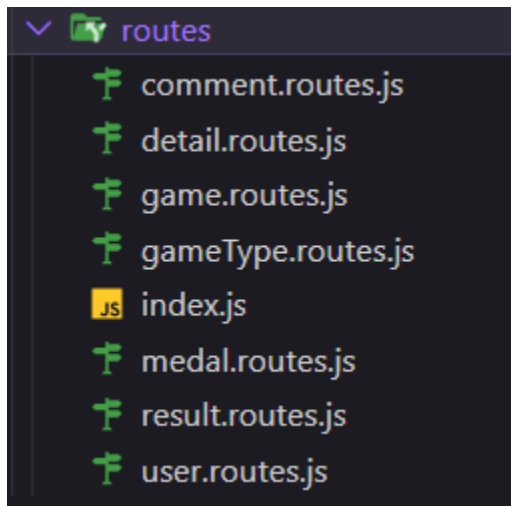 routes
comment.routes.js
detail.routes.js
game.routes.js
gameType.routes.js
JS index.js
medal.routes.js
result.routes.js
user.routes.js